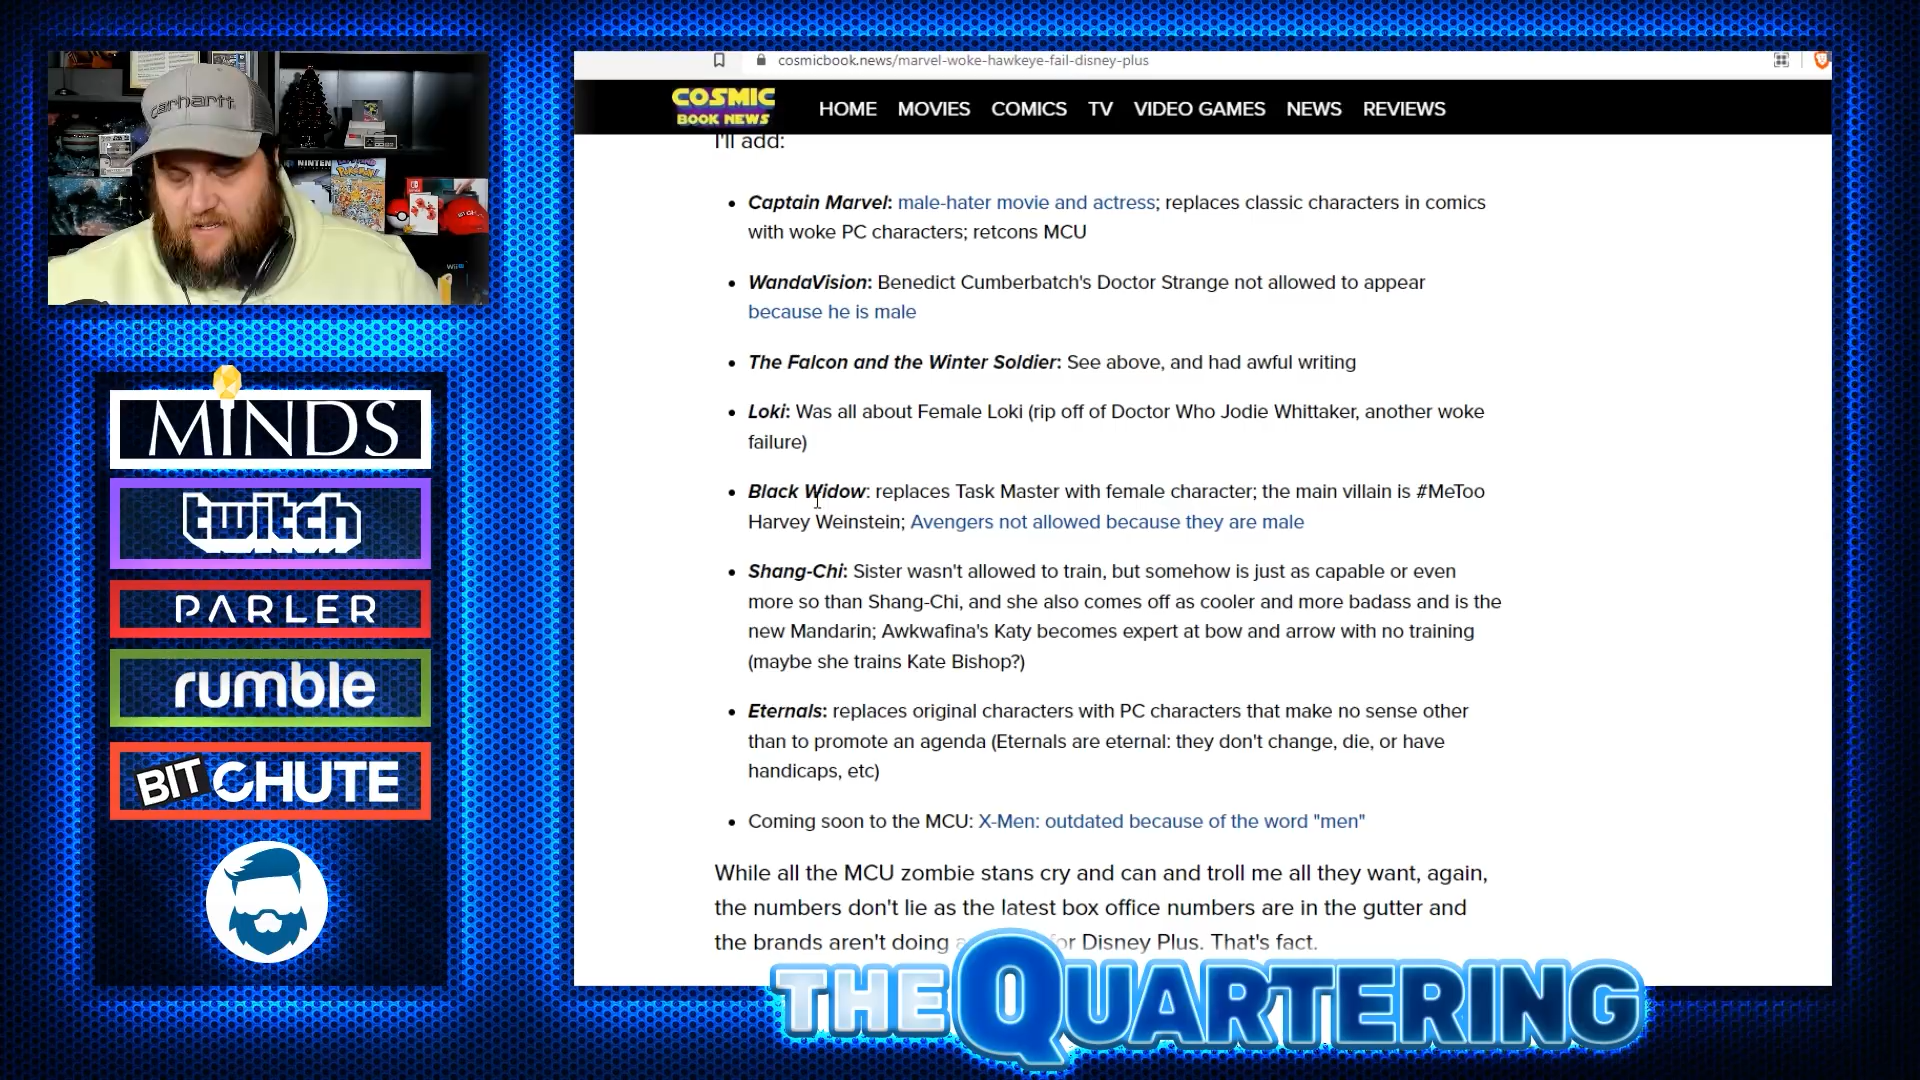 carhartt
NINTEN
MINDS
twitch
PARLER
rumble
BITCHUTE
cosmicbook.news/marvel-woke-hawkeye-fail-disney-plus
COSMIC
BOOK NEWS
HOME MOVIES COMICS TV VIDEO GAMES NEWS REVIEWS
I'll add:
• Captain Marvel: male-hater movie and actress; replaces classic characters in comics
with woke PC characters; retcons MCU
• WandaVision: Benedict Cumberbatch's Doctor Strange not allowed to appear
because he is male
• The Falcon and the Winter Soldier: See above, and had awful writing
• Loki: Was all about Female Loki (rip off of Doctor Who Jodie Whittaker, another woke
failure)
• Black Widow: replaces Task Master with female character; the main villain is #MeToo
Harvey Weinstein; Avengers not allowed because they are male
• Shang-Chi: Sister wasn't allowed to train, but somehow is just as capable or even
more so than Shang-Chi, and she also comes off as cooler and more badass and is the
new Mandarin; Awkwafina's Katy becomes expert at bow and arrow with no training
(maybe she trains Kate Bishop?)
• Eternals: replaces original characters with PC characters that make no sense other
than to promote an agenda (Eternals are eternal: they don't change, die, or have
handicaps, etc)
• Coming soon to the MCU: X-Men: outdated because of the word "men"
While all the MCU zombie stans cry and can and troll me all they want, again,
the numbers don't lie as the latest box office numbers are in the gutter and
the brands aren't doing Disney Plus. That's fact.
THE QUARTERING